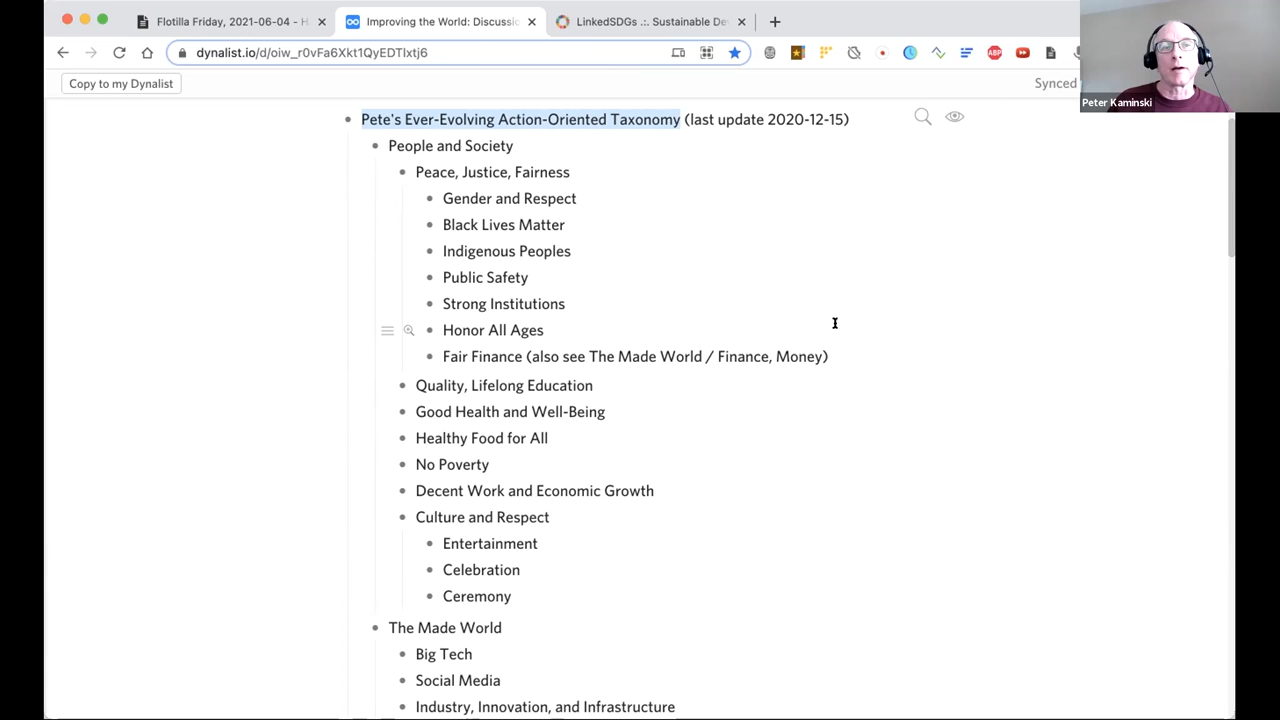 Flotilla Friday, 2021-06-04 - H
Improving the World: Discussio
LinkedSDGs .:. Sustainable De
dynalist.io/d/oiw_r0vFa6Xkt1QyEDTIxtj6
ABP
Copy to my Dynalist
Synced
Peter Kaminski
Pete's Ever-Evolving Action-Oriented Taxonomy (last update 2020-12-15)
People and Society
Peace, Justice, Fairness
Gender and Respect
Black Lives Matter
Indigenous Peoples
Public Safety
Strong Institutions
Honor All Ages
Fair Finance (also see The Made World / Finance, Money)
Quality, Lifelong Education
Good Health and Well-Being
Healthy Food for All
No Poverty
Decent Work and Economic Growth
Culture and Respect
Entertainment
Celebration
Ceremony
The Made World
Big Tech
Social Media
Industry, Innovation, and Infrastructure